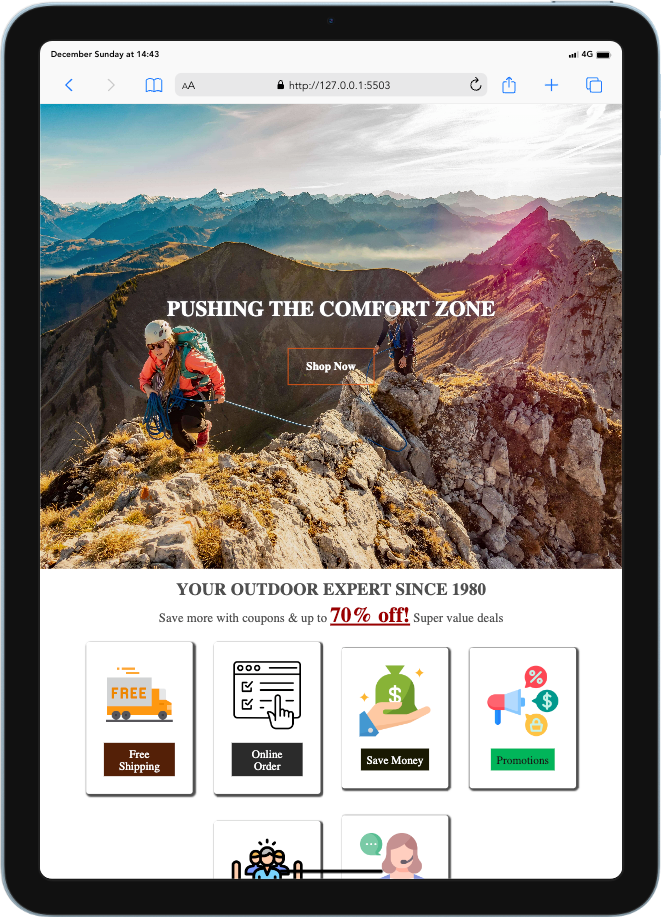 December Sunday at 14:43
4G
AA
http://127.0.0.1:5503
PUSHING THE COMFORT ZONE
Shop Now
YOUR OUTDOOR EXPERT SINCE 1980
Save more with coupons & up to 70% off! Super value deals
FREE
$
%
$
Free
Shipping
Online
Order
Save Money
Promotions